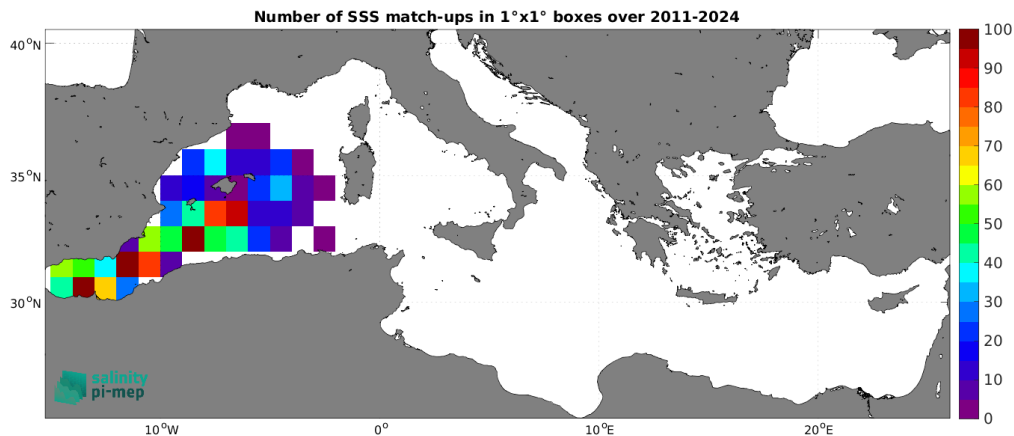 Number of SSS match-ups in 1°x1° boxes over 2011-2024
40°N
35°N
30°N
10°W
0°
10°E
20°E
100
90
80
70
60
50
40
30
20
10
0
salinity
pi-mep